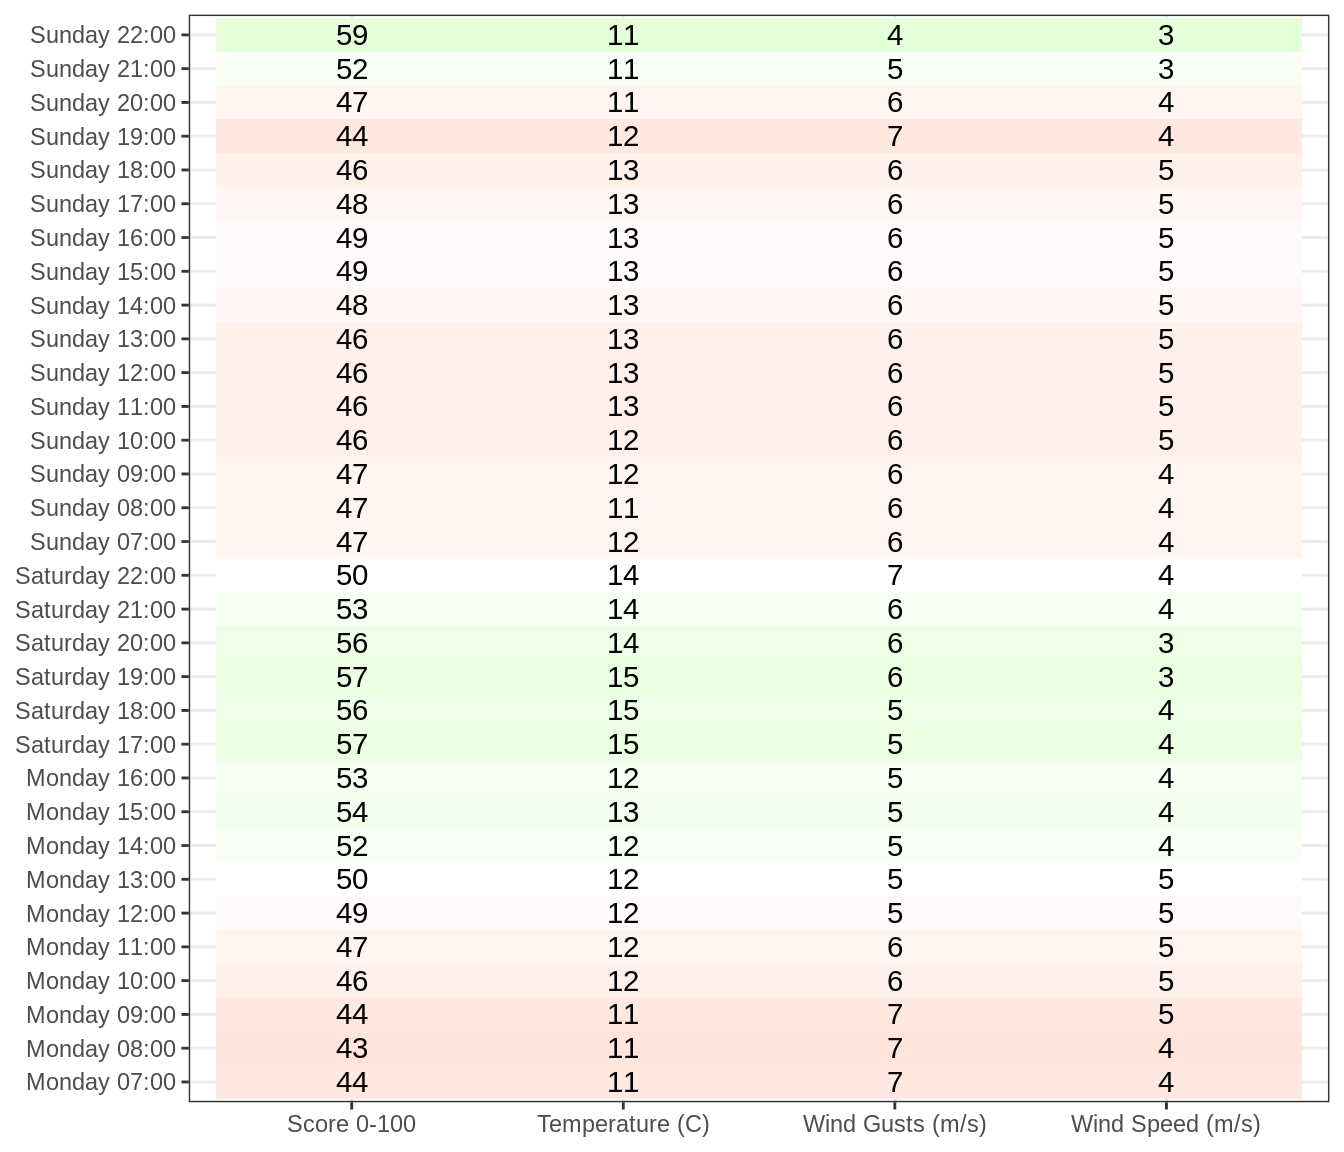 Sunday 22:00 59 11 4 3
Sunday 21:00 52 11 5 3
Sunday 20:00 47 11 6 4
Sunday 19:00 44 12 7 4
Sunday 18:00 46 13 6 5
Sunday 17:00 48 13 6 5
Sunday 16:00 49 13 6 5
Sunday 15:00 49 13 6 5
Sunday 14:00 48 13 6 5
Sunday 13:00 46 13 6 5
Sunday 12:00 46 13 6 5
Sunday 11:00 46 13 6 5
Sunday 10:00 46 12 6 5
Sunday 09:00 47 12 6 4
Sunday 08:00 47 11 6 4
Sunday 07:00 47 12 6 4
Saturday 22:00 50 14 7 4
Saturday 21:00 53 14 6 4
Saturday 20:00 56 14 6 3
Saturday 19:00 57 15 6 3
Saturday 18:00 56 15 5 4
Saturday 17:00 57 15 5 4
Monday 16:00 53 12 5 4
Monday 15:00 54 13 5 4
Monday 14:00 52 12 5 4
Monday 13:00 50 12 5 5
Monday 12:00 49 12 5 5
Monday 11:00 47 12 6 5
Monday 10:00 46 12 6 5
Monday 09:00 44 11 7 5
Monday 08:00 43 11 7 4
Monday 07:00 44 11 7 4
Score 0-100 Temperature (C) Wind Gusts (m/s) Wind Speed (m/s)